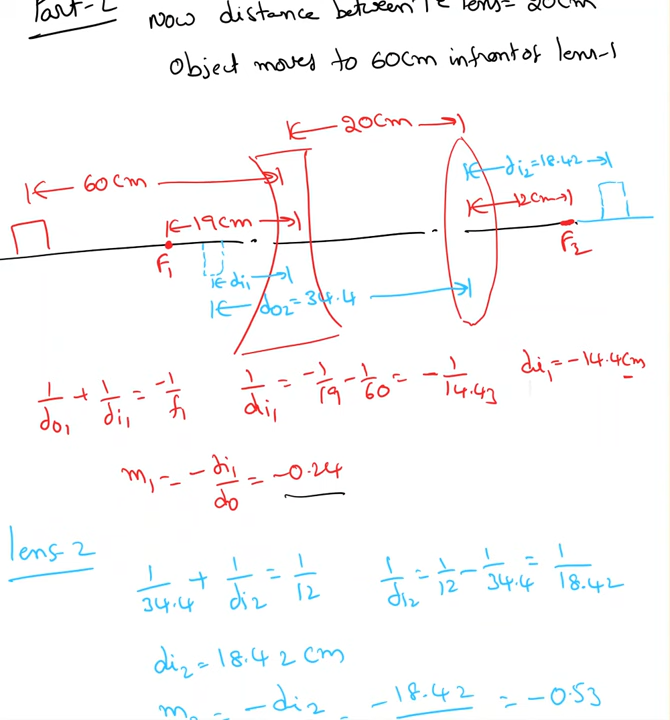 Part-2 Now distance between lens = 20cm
Object moves to 60cm infront of lens-1
20cm
60cm
di2=18.42
19cm
12cm
F1
F2
di1
do2=34.4
1/do1 + 1/di1 = -1/f1 1/di1 = -1/19 - 1/60 = -1/14.43 di1 = -14.4cm
m1 = -di1/do = -0.24
lens-2
1/34.4 + 1/di2 = 1/12 1/di2 = 1/12 - 1/34.4 = 1/18.42
di2 = 18.42 cm
= -di2 = -18.42 = -0.53